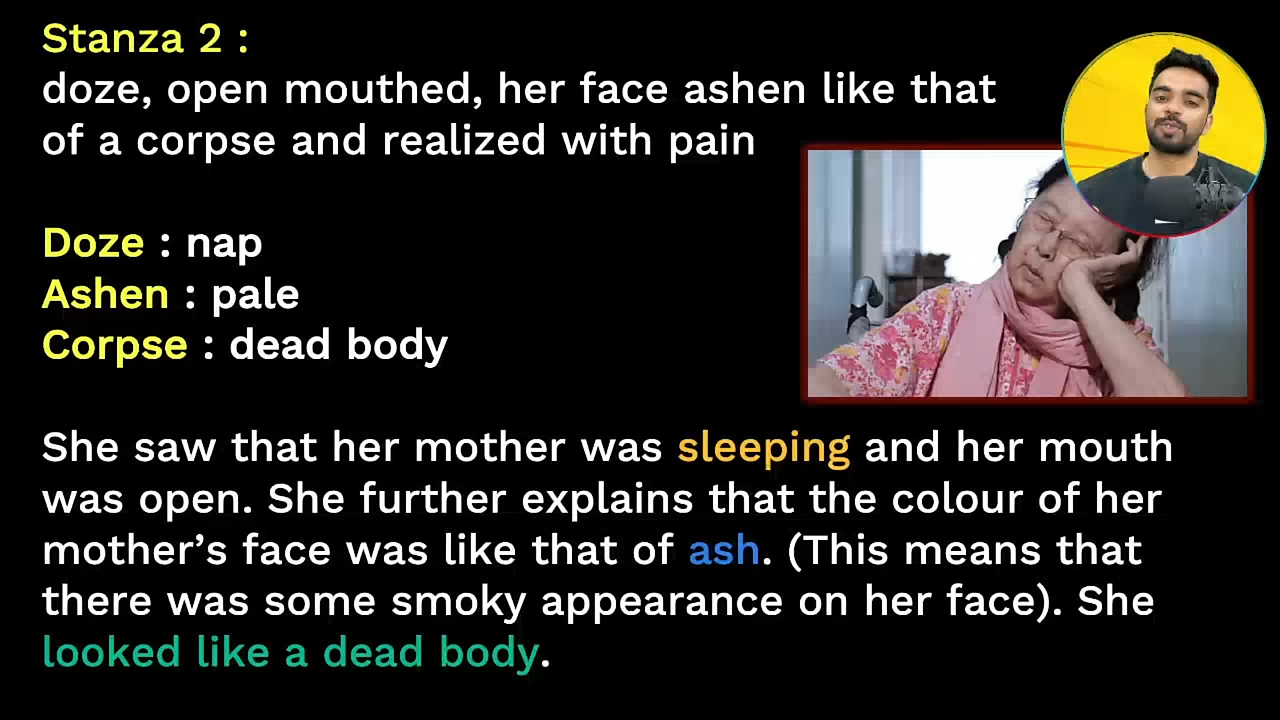 Stanza 2 :
doze, open mouthed, her face ashen like that
of a corpse and realized with pain
Doze : nap
Ashen : pale
Corpse : dead body
She saw that her mother was sleeping and her mouth
was open. She further explains that the colour of her
mother’s face was like that of ash. (This means that
there was some smoky appearance on her face). She
looked like a dead body.